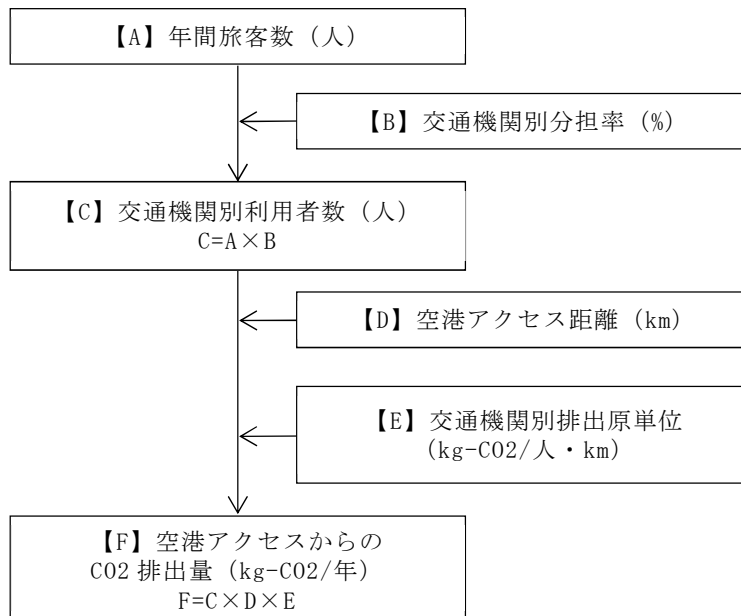 【A】年間旅客数（人）
【B】交通機関別分担率（%）
【C】交通機関別利用者数（人）
C=A×B
【D】空港アクセス距離（km）
【E】交通機関別排出原単位
（kg-CO2/人・km）
【F】空港アクセスからの
CO2 排出量（kg-CO2/年）
F=C×D×E